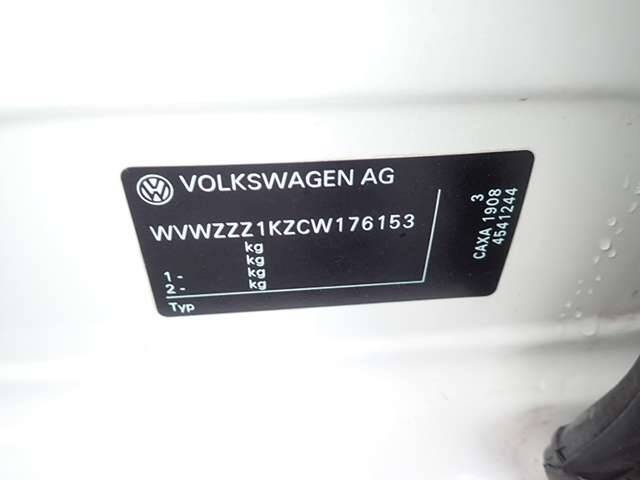 VOLKSWAGEN AG
WVWZZZ1KZCW176153
kg
kg
1 - kg
2 - kg
Typ
3
CAXA 1908
4541244